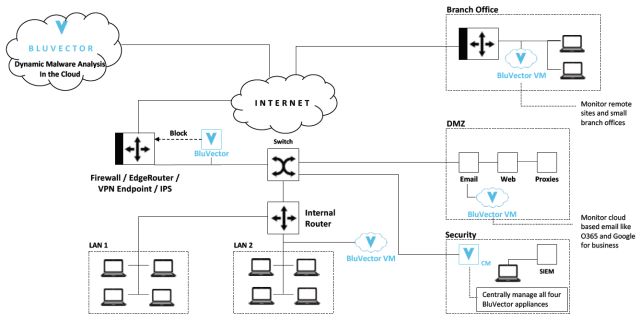 BLUVECTOR
Dynamic Malware Analysis
In the Cloud
INTERNET
Branch Office
BluVector VM
Monitor remote
sites and small
branch offices
Block
BluVector
Firewall / EdgeRouter /
VPN Endpoint / IPS
Switch
DMZ
Email
Web
Proxies
BluVector VM
Monitor cloud
based email like
O365 and Google
for business
Internal
Router
LAN 1
LAN 2
BluVector VM
Security
CM
SIEM
Centrally manage all four
BluVector appliances